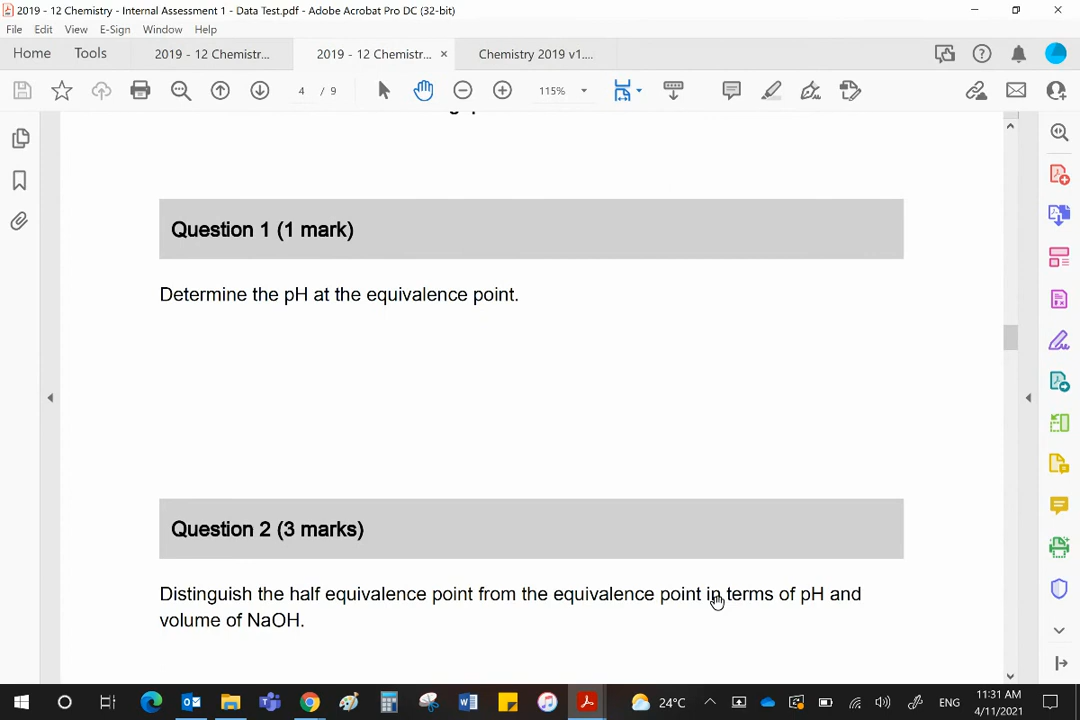 2019 - 12 Chemistry - Internal Assessment 1 - Data Test.pdf - Adobe Acrobat Pro DC (32-bit)
File Edit View E-Sign Window Help
Home Tools 2019 - 12 Chemistr... 2019 - 12 Chemistr... × Chemistry 2019 v1....
4 / 9 115%
Question 1 (1 mark)
Determine the pH at the equivalence point.
Question 2 (3 marks)
Distinguish the half equivalence point from the equivalence point in terms of pH and
volume of NaOH.
24°C ENG 11:31 AM
4/11/2021